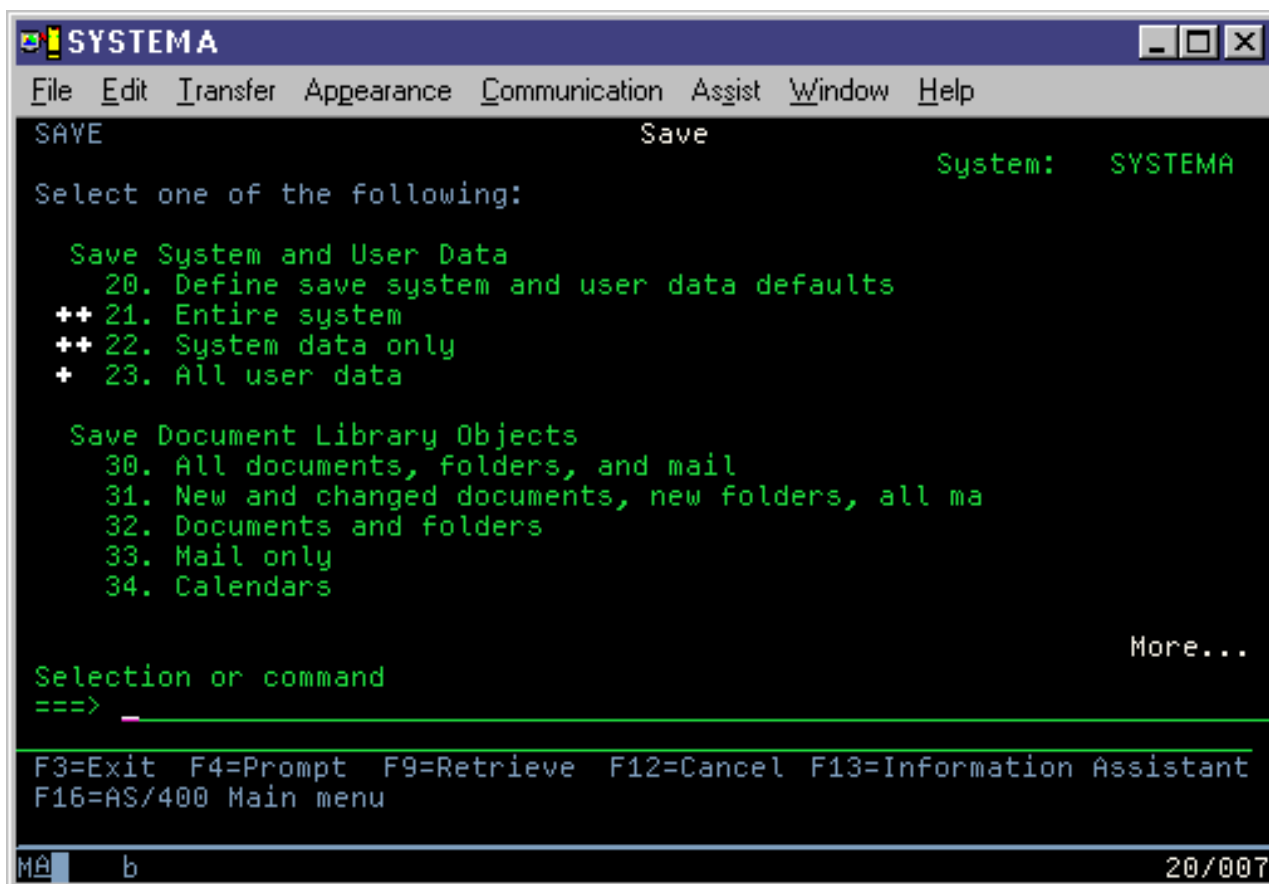 SYSTEMA
File Edit Transfer Appearance Communication Assist Window Help
SAVE Save
System: SYSTEMA
Select one of the following:
Save System and User Data
20. Define save system and user data defaults
++ 21. Entire system
++ 22. System data only
+ 23. All user data
Save Document Library Objects
30. All documents, folders, and mail
31. New and changed documents, new folders, all ma
32. Documents and folders
33. Mail only
34. Calendars
More...
Selection or command
===>
F3=Exit F4=Prompt F9=Retrieve F12=Cancel F13=Information Assistant
F16=AS/400 Main menu
MA b 20/007